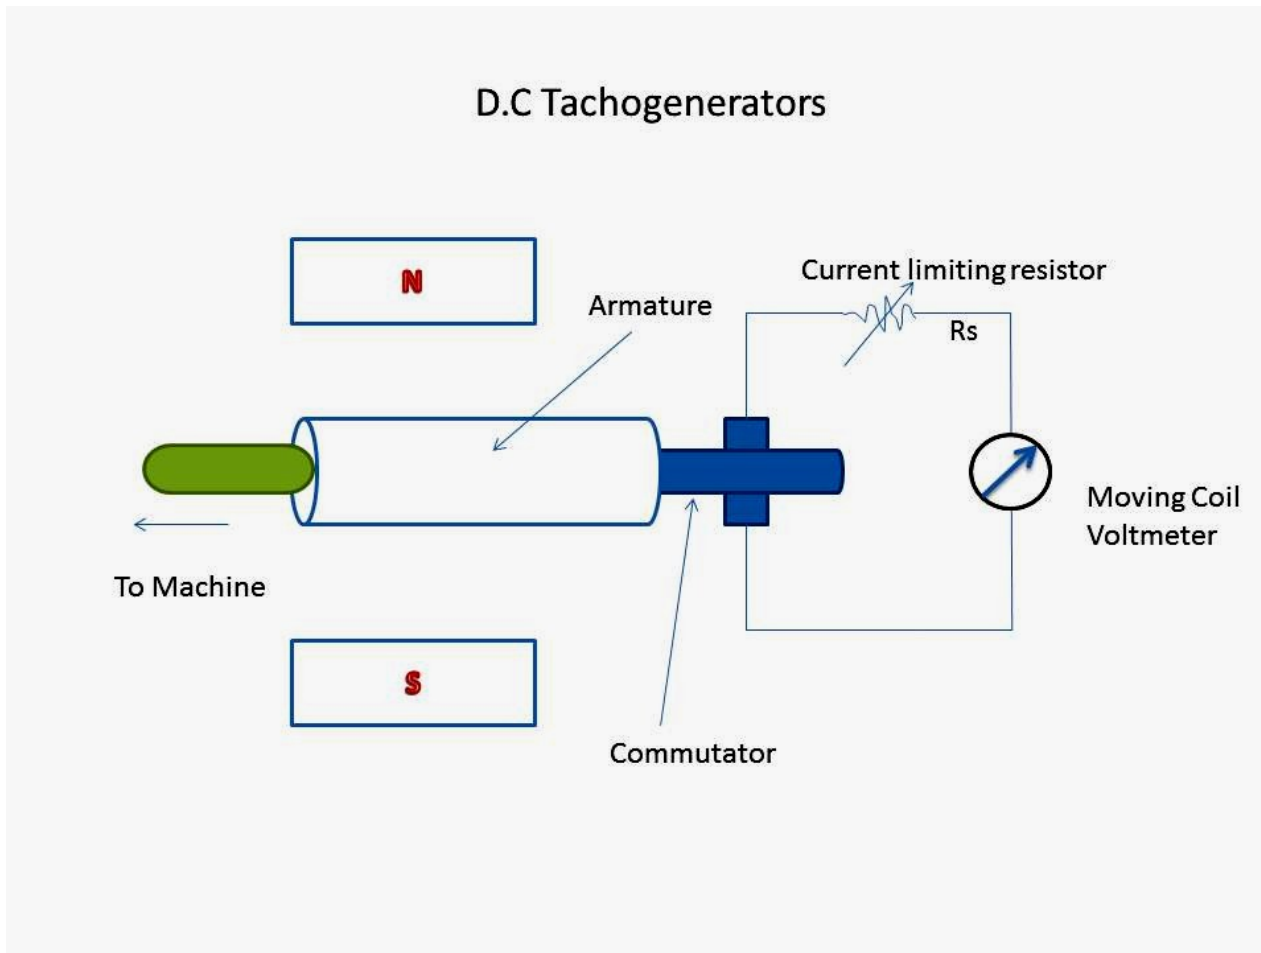 D.C Tachogenerators
N
Current limiting resistor
Armature
Rs
Moving Coil
Voltmeter
To Machine
S
Commutator